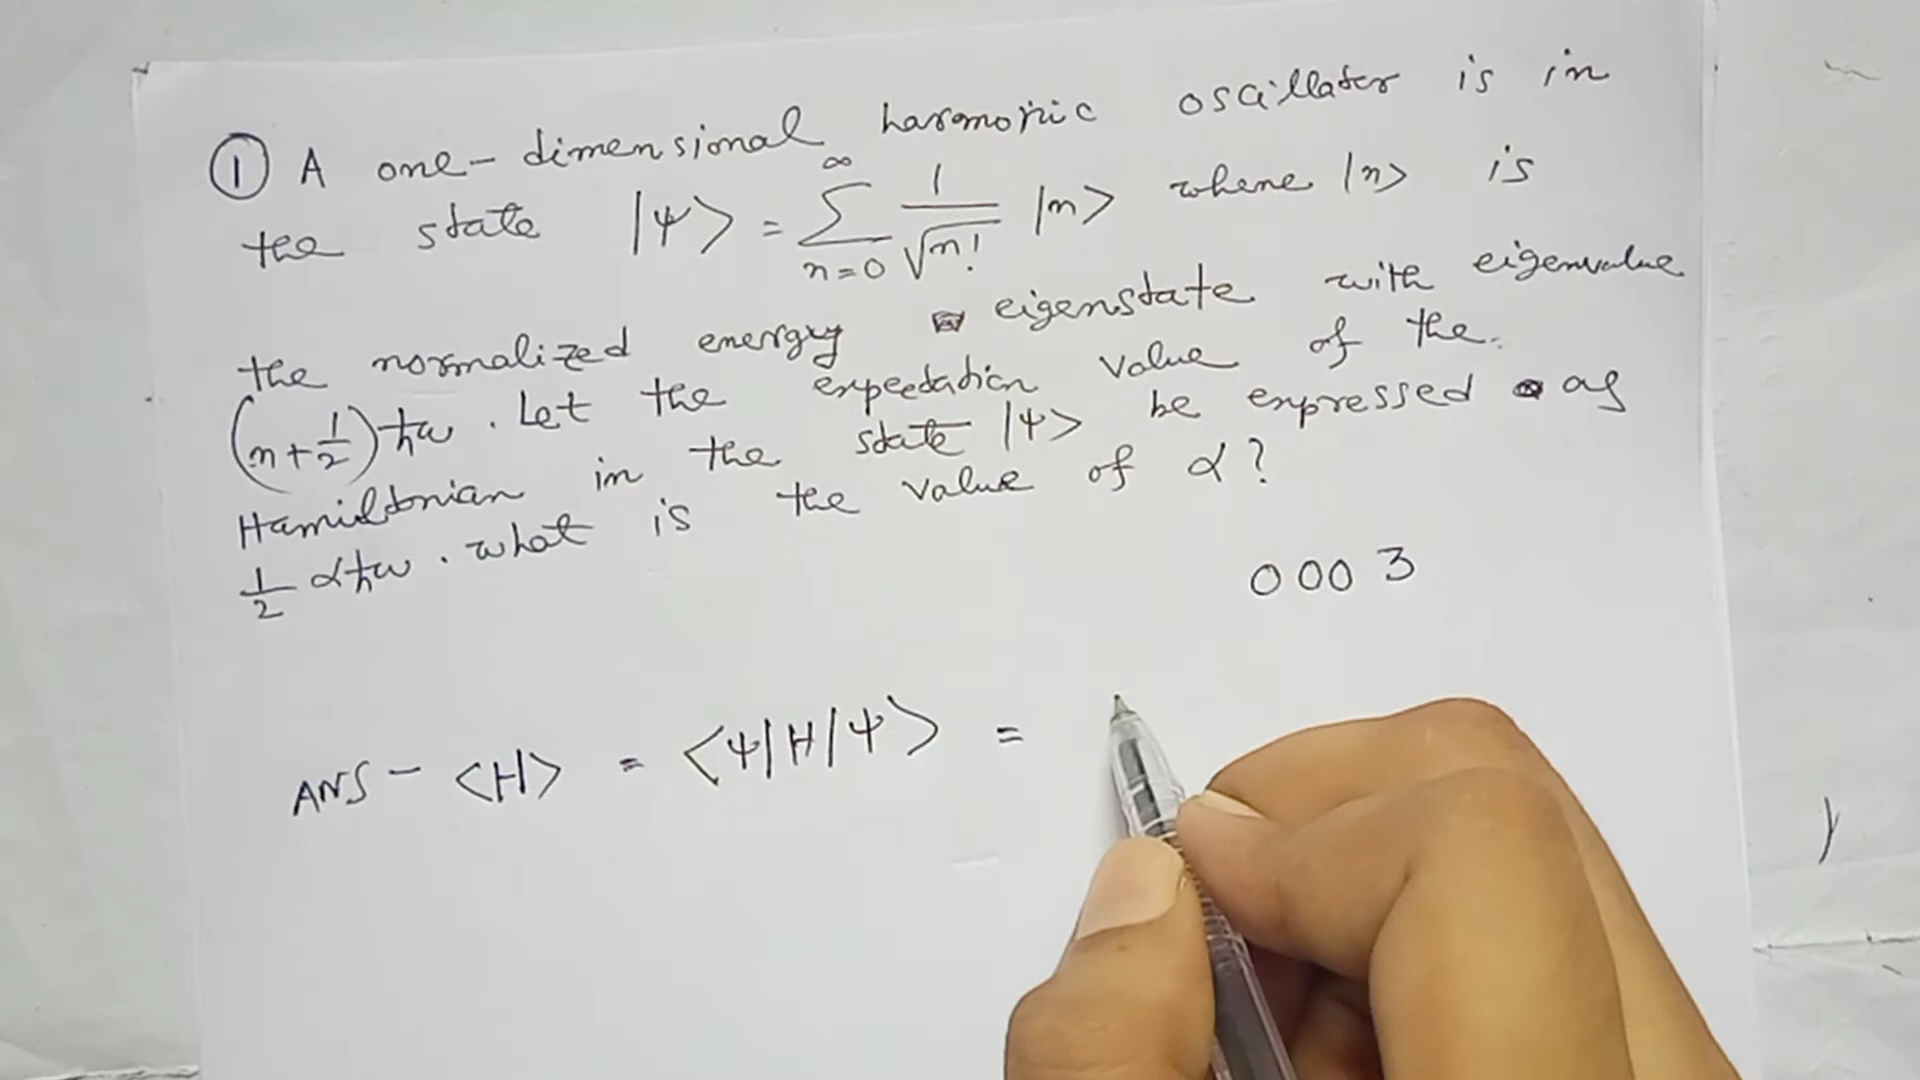 ① A one-dimensional harmonic oscillator is in
the state |ψ> = ∞∑n=0 1/√n! |n> where |n> is
the normalized energy eigenstate with eigenvalue
(n+1/2)ħω. Let the expectation value of the
Hamiltonian in the state |ψ> be expressed as
1/2 αħω. what is the value of α?
0003
ANS - <H> = <ψ|H|ψ> =